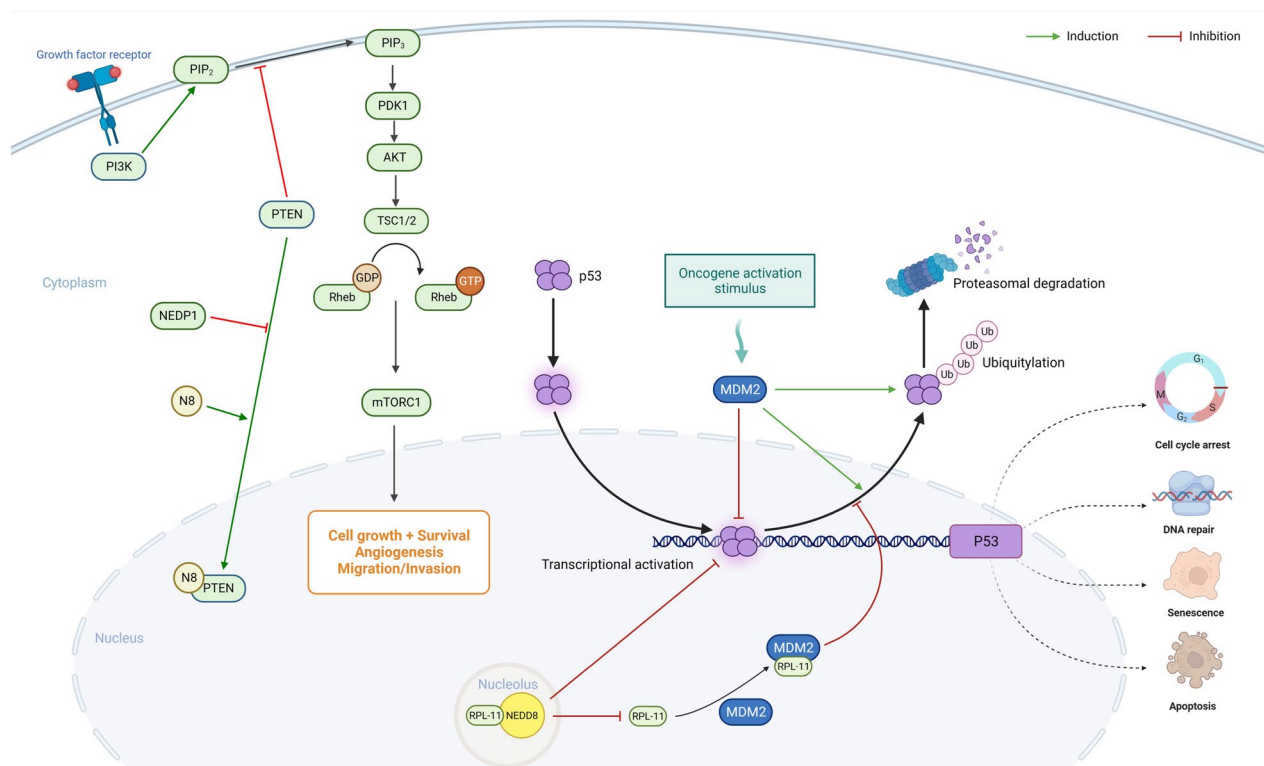 Induction
Inhibition
Growth factor receptor
PIP2
PIP3
PI3K
PDK1
AKT
PTEN
TSC1/2
Cytoplasm
GDP
Rheb
GTP
Rheb
NEDP1
N8
mTORC1
Cell growth + Survival
Angiogenesis
Migration/Invasion
N8
PTEN
Nucleus
p53
Oncogene activation
stimulus
MDM2
Proteasomal degradation
Ub
Ub
Ub
Ub
Ubiquitylation
Transcriptional activation
P53
Nucleolus
RPL-11
NEDD8
RPL-11
MDM2
MDM2
RPL-11
G1
S
G2
M
Cell cycle arrest
DNA repair
Senescence
Apoptosis